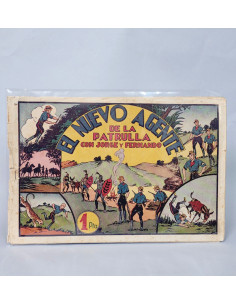 EL NUEVO AGENTE
DE LA
PATRULLA
CON JORGE Y FERNANDO
1 Pta